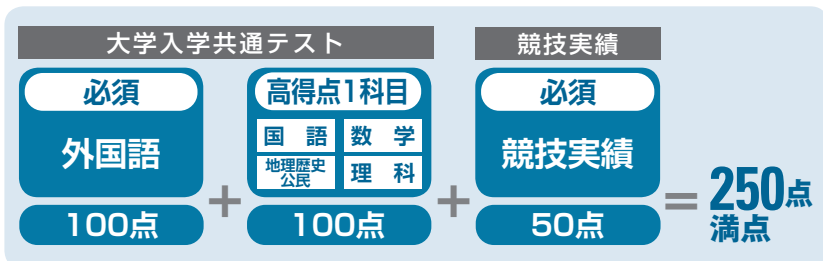 大学入学共通テスト
競技実績
必須
外国語
100点
+
高得点1科目
国語
数学
地理歴史
公民
理科
100点
+
必須
競技実績
50点
=
250点
満点